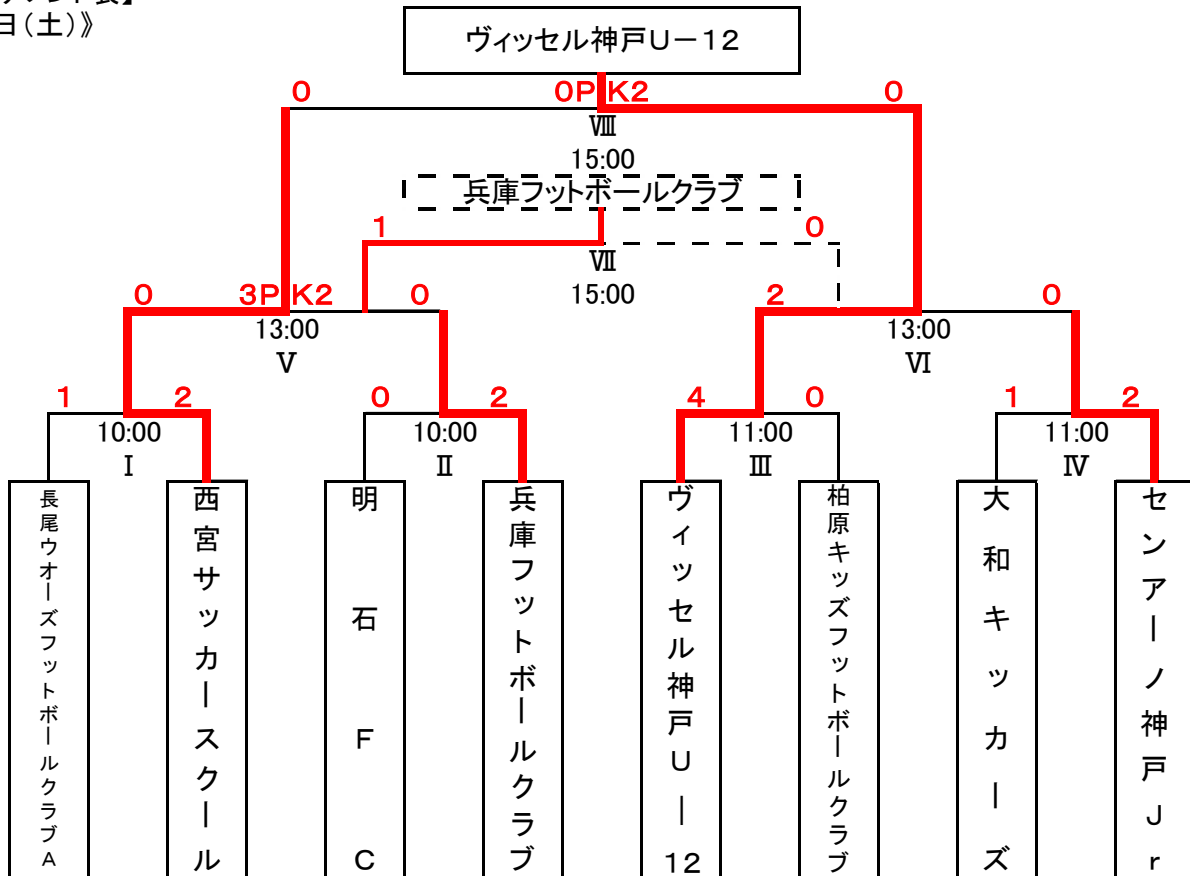 日(土)》
ヴィッセル神戸U-12
0 0PK2 0
Ⅷ
15:00
兵庫フットボールクラブ
1 0
Ⅶ
15:00
0 3PK2 0 2 0
13:00 13:00
Ⅴ Ⅵ
1 2 0 2 4 0 1 2
10:00 10:00 11:00 11:00
Ⅰ Ⅱ Ⅲ Ⅳ
長尾ウオーズフットボールクラブA
西宮サッカースクール
明石FC
兵庫フットボールクラブ
ヴィッセル神戸U-12
柏原キッズフットボールクラブ
大和キッカーズ
センアーノ神戸Jr